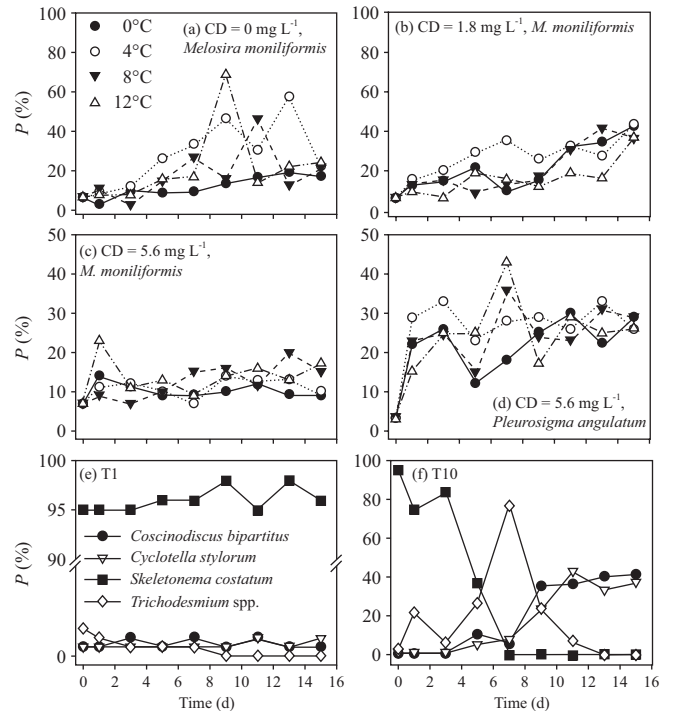 100
80
60
40
20
0
P (%)
0°C
4°C
8°C
12°C
(a) CD = 0 mg L⁻¹,
Melosira moniliformis
100
80
60
40
20
0
(b) CD = 1.8 mg L⁻¹, M. moniliformis
50
40
30
20
10
0
P (%)
(c) CD = 5.6 mg L⁻¹,
M. moniliformis
50
40
30
20
10
0
(d) CD = 5.6 mg L⁻¹,
Pleurosigma angulatum
100
95
90
0
P (%)
(e) T1
Coscinodiscus bipartitus
Cyclotella stylorum
Skeletonema costatum
Trichodesmium spp.
0 2 4 6 8 10 12 14 16
Time (d)
100
80
60
40
20
0
(f) T10
0 2 4 6 8 10 12 14 16
Time (d)